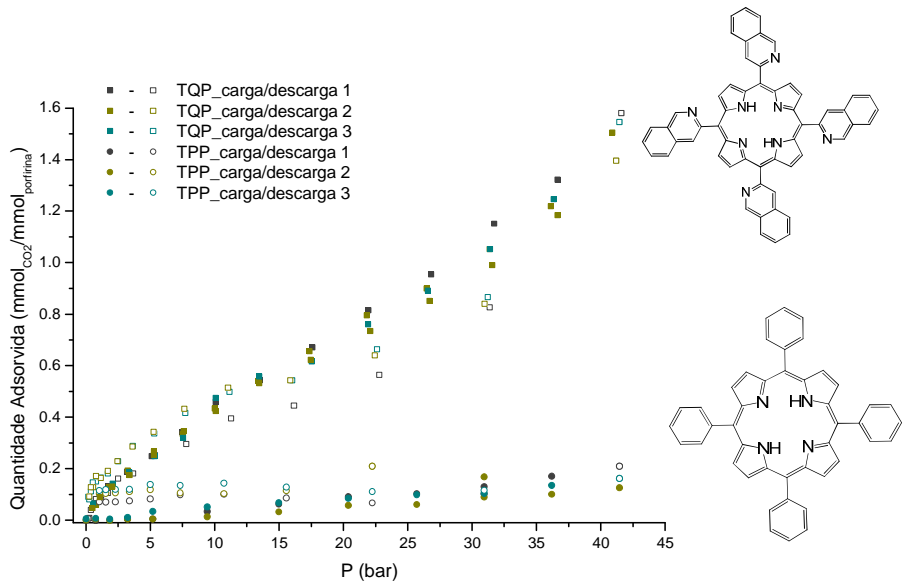 TQP_carga/descarga 1
TQP_carga/descarga 2
TQP_carga/descarga 3
TPP_carga/descarga 1
TPP_carga/descarga 2
TPP_carga/descarga 3
Quantidade Adsorvida (mmolCO2/mmolporfirina)
1.6
1.4
1.2
1.0
0.8
0.6
0.4
0.2
0.0
0 5 10 15 20 25 30 35 40 45
P (bar)
N
N
NH N
N HN
N
N
N HN
NH N